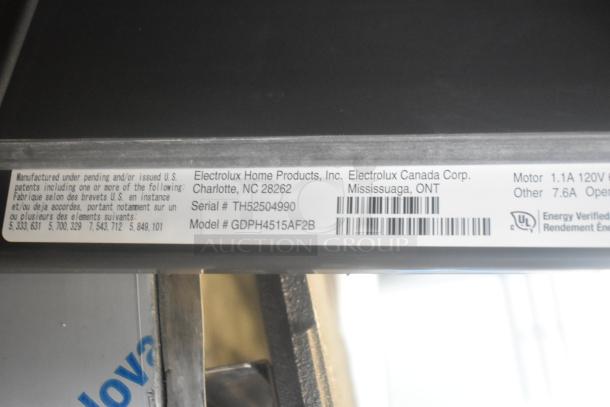 Manufactured under pending and/or issued U.S.
patents including one or more of the following:
Fabrique selon des brevets U.S. en instance
et/ou deja accordes, portant notamment sur un
ou plusieurs des elements suivants:
5,333,631 5,700,329 7,543,712 5,849,101
Electrolux Home Products, Inc. Electrolux Canada Corp.
Charlotte, NC 28262 Mississuaga, ONT
Serial # TH52504990
Model # GDPH4515AF2B
Motor 1.1A 120V
Other 7.6A
UL
Energy Verified
Rendement
AUCTION GROUP